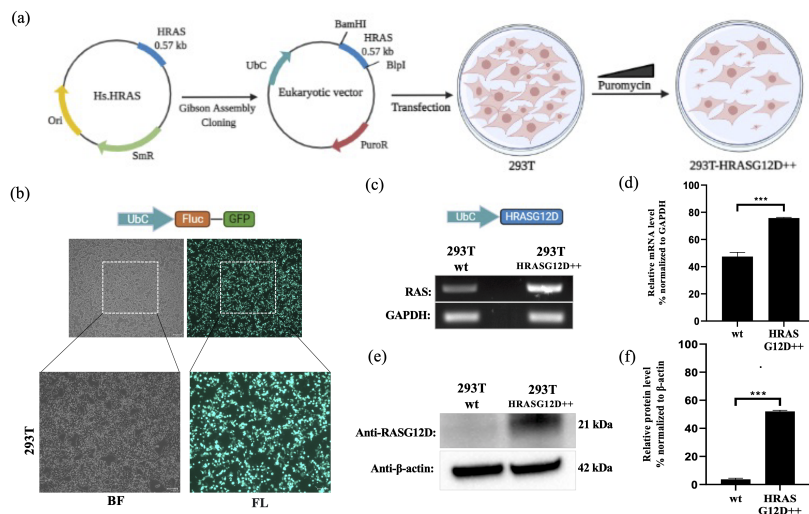 (a)
HRAS
0.57 kb
Hs.HRAS
Ori
SmR
Gibson Assembly
Cloning
BamHI
HRAS
0.57 kb
BlpI
UbC
Eukaryotic vector
PuroR
Transfection
293T
Puromycin
293T-HRASG12D++
(b)
UbC
Fluc
GFP
293T
BF
FL
(c)
UbC
HRASG12D
293T
wt
293T
HRASG12D++
RAS:
GAPDH:
(d)
Relative mRNA level
% normalized to GAPDH
100
80
60
40
20
0
***
wt
HRAS
G12D++
(e)
293T
wt
293T
HRASG12D++
Anti-RASG12D:
21 kDa
Anti-β-actin:
42 kDa
(f)
Relative protein level
% normalized to β-actin
100
80
60
40
20
0
***
wt
HRAS
G12D++